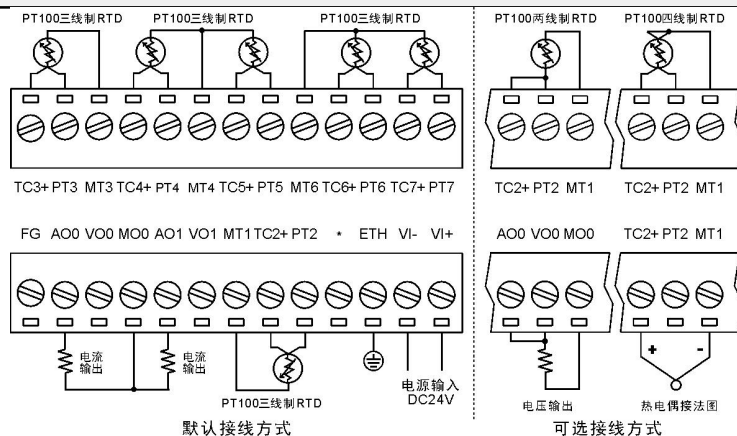 PT100三线制RTD PT100三线制RTD PT100三线制RTD PT100两线制RTD PT100四线制RTD
TC3+ PT3 MT3 TC4+ PT4 MT4 TC5+ PT5 MT6 TC6+ PT6 TC7+ PT7 TC2+ PT2 MT1 TC2+ PT2 MT1
FG AO0 VO0 MO0 AO1 VO1 MT1 TC2+ PT2 * ETH VI- VI+ AO0 VO0 MO0 TC2+ PT2 MT1
电流
输出
电流
输出
+ -
PT100三线制RTD
电源输入
DC24V
电压输出
热电偶接法图
默认接线方式 可选接线方式